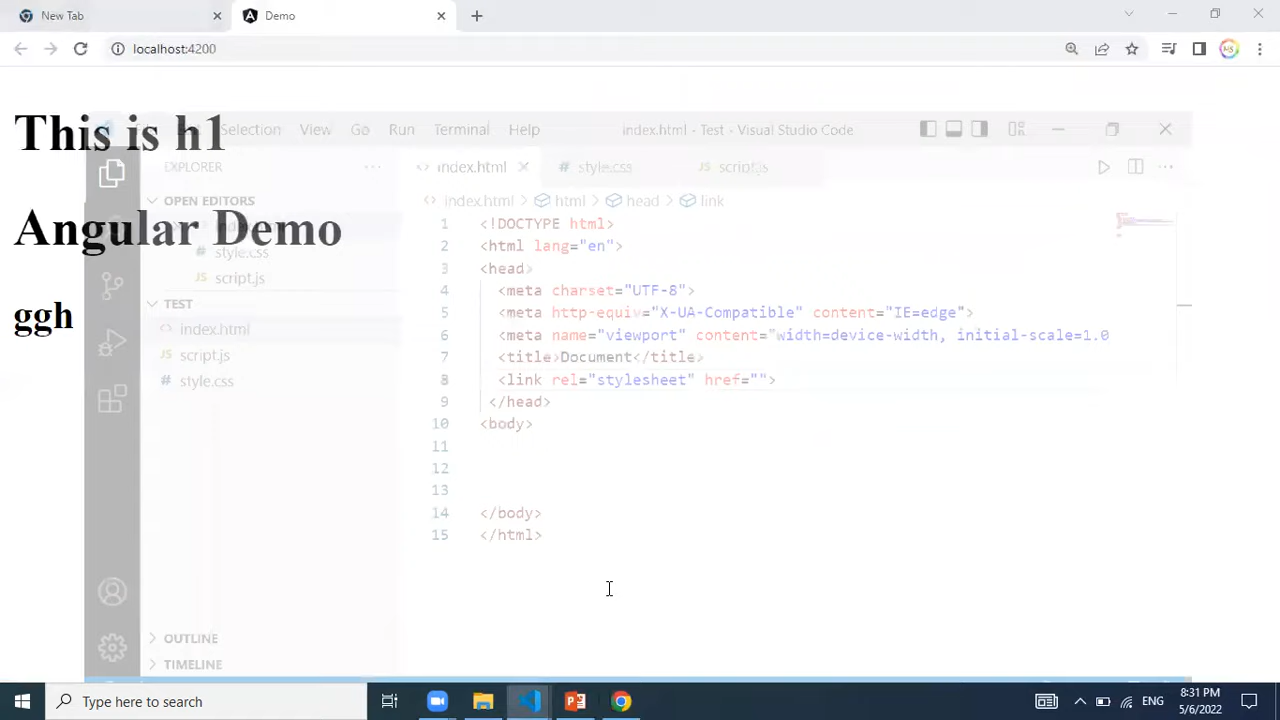 New Tab
Demo
localhost:4200
This is h1
Angular Demo
ggh
Selection View Go Run Terminal Help
index.html - Test - Visual Studio Code
EXPLORER
OPEN EDITORS
style.css
script.js
TEST
index.html
script.js
style.css
OUTLINE
TIMELINE
index.html
style.css
script.js
index.html > html > head > link
1 <!DOCTYPE html>
2 <html lang="en">
3 <head>
4 <meta charset="UTF-8">
5 <meta http-equiv="X-UA-Compatible" content="IE=edge">
6 <meta name="viewport" content="width=device-width, initial-scale=1.0
7 <title>Document</title>
8 <link rel="stylesheet" href="">
9 </head>
10 <body>
11
12
13
14 </body>
15 </html>
Type here to search
ENG
8:31 PM
5/6/2022